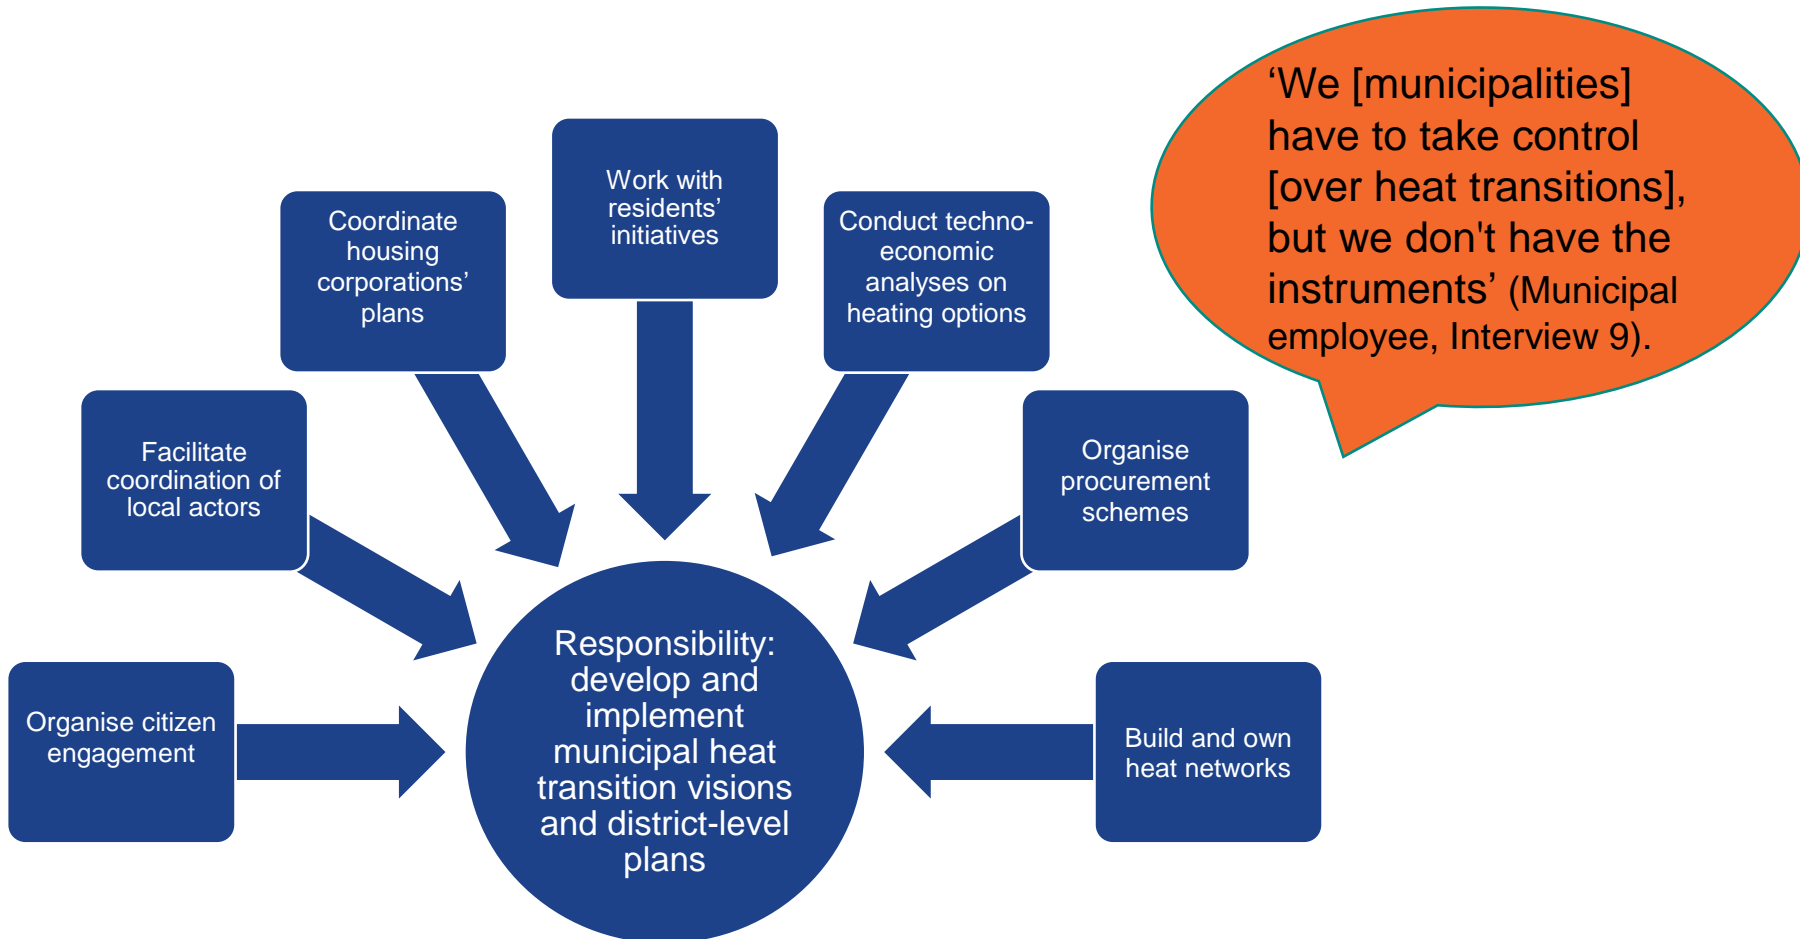 Organise citizen
engagement
Facilitate
coordination of
local actors
Coordinate
housing
corporations’
plans
Work with
residents’
initiatives
Conduct techno-
economic
analyses on
heating options
Organise
procurement
schemes
Build and own
heat networks
Responsibility:
develop and
implement
municipal heat
transition visions
and district-level
plans
‘We [municipalities]
have to take control
[over heat transitions],
but we don't have the
instruments’ (Municipal
employee, Interview 9).